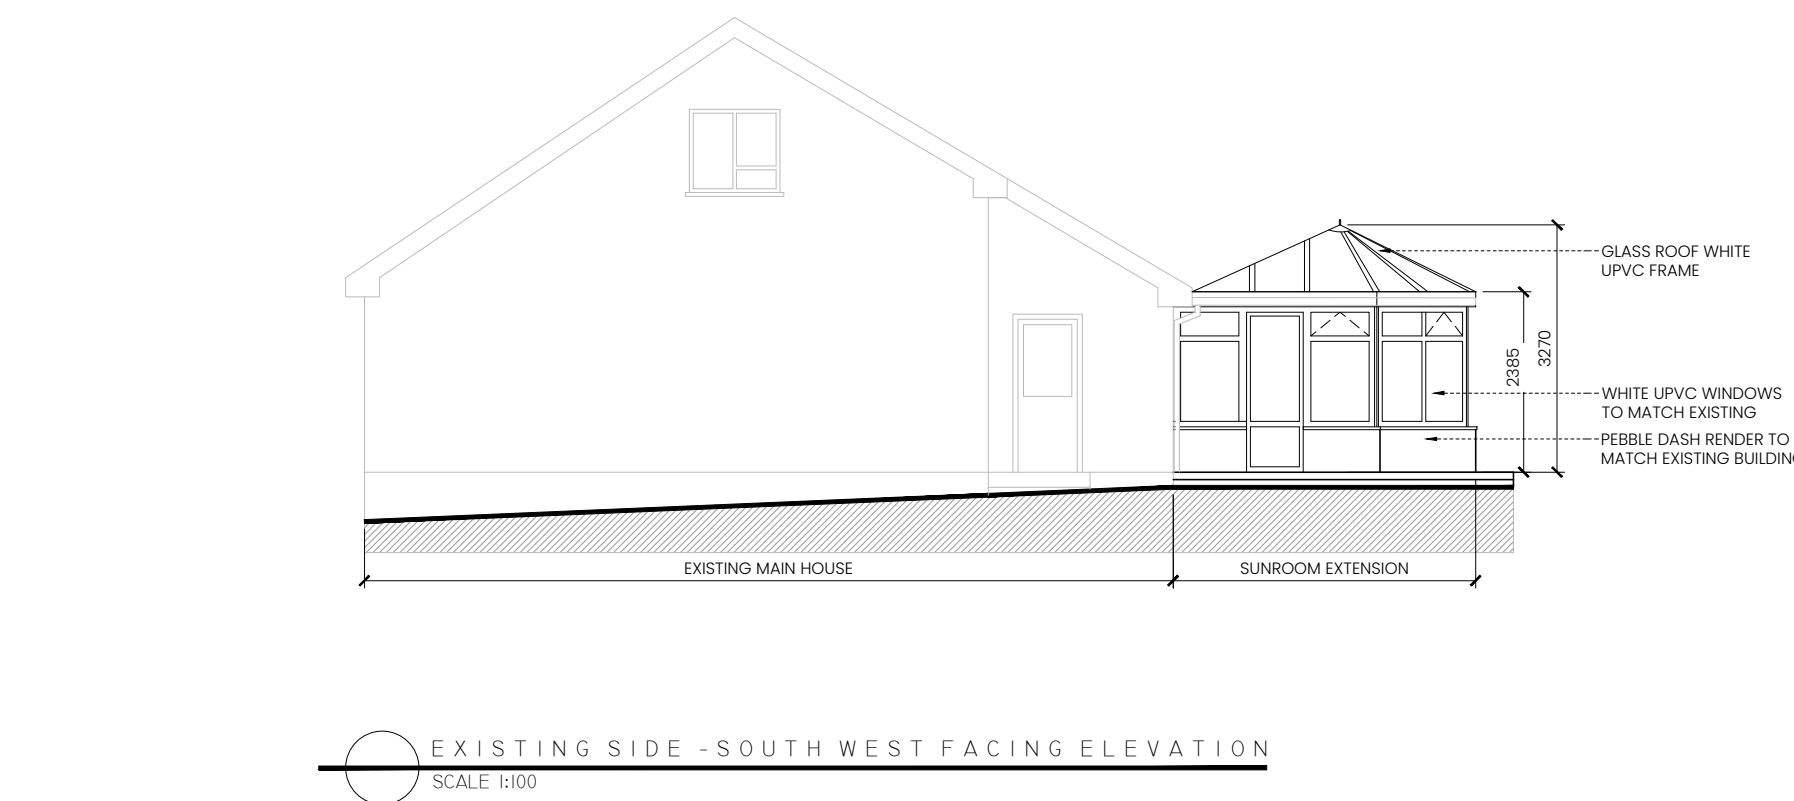 GLASS ROOF WHITE
UPVC FRAME
2385
3270
WHITE UPVC WINDOWS
TO MATCH EXISTING
PEBBLE DASH RENDER TO
MATCH EXISTING BUILDIN
EXISTING MAIN HOUSE
SUNROOM EXTENSION
EXISTING SIDE -SOUTH WEST FACING ELEVATION
SCALE 1:100